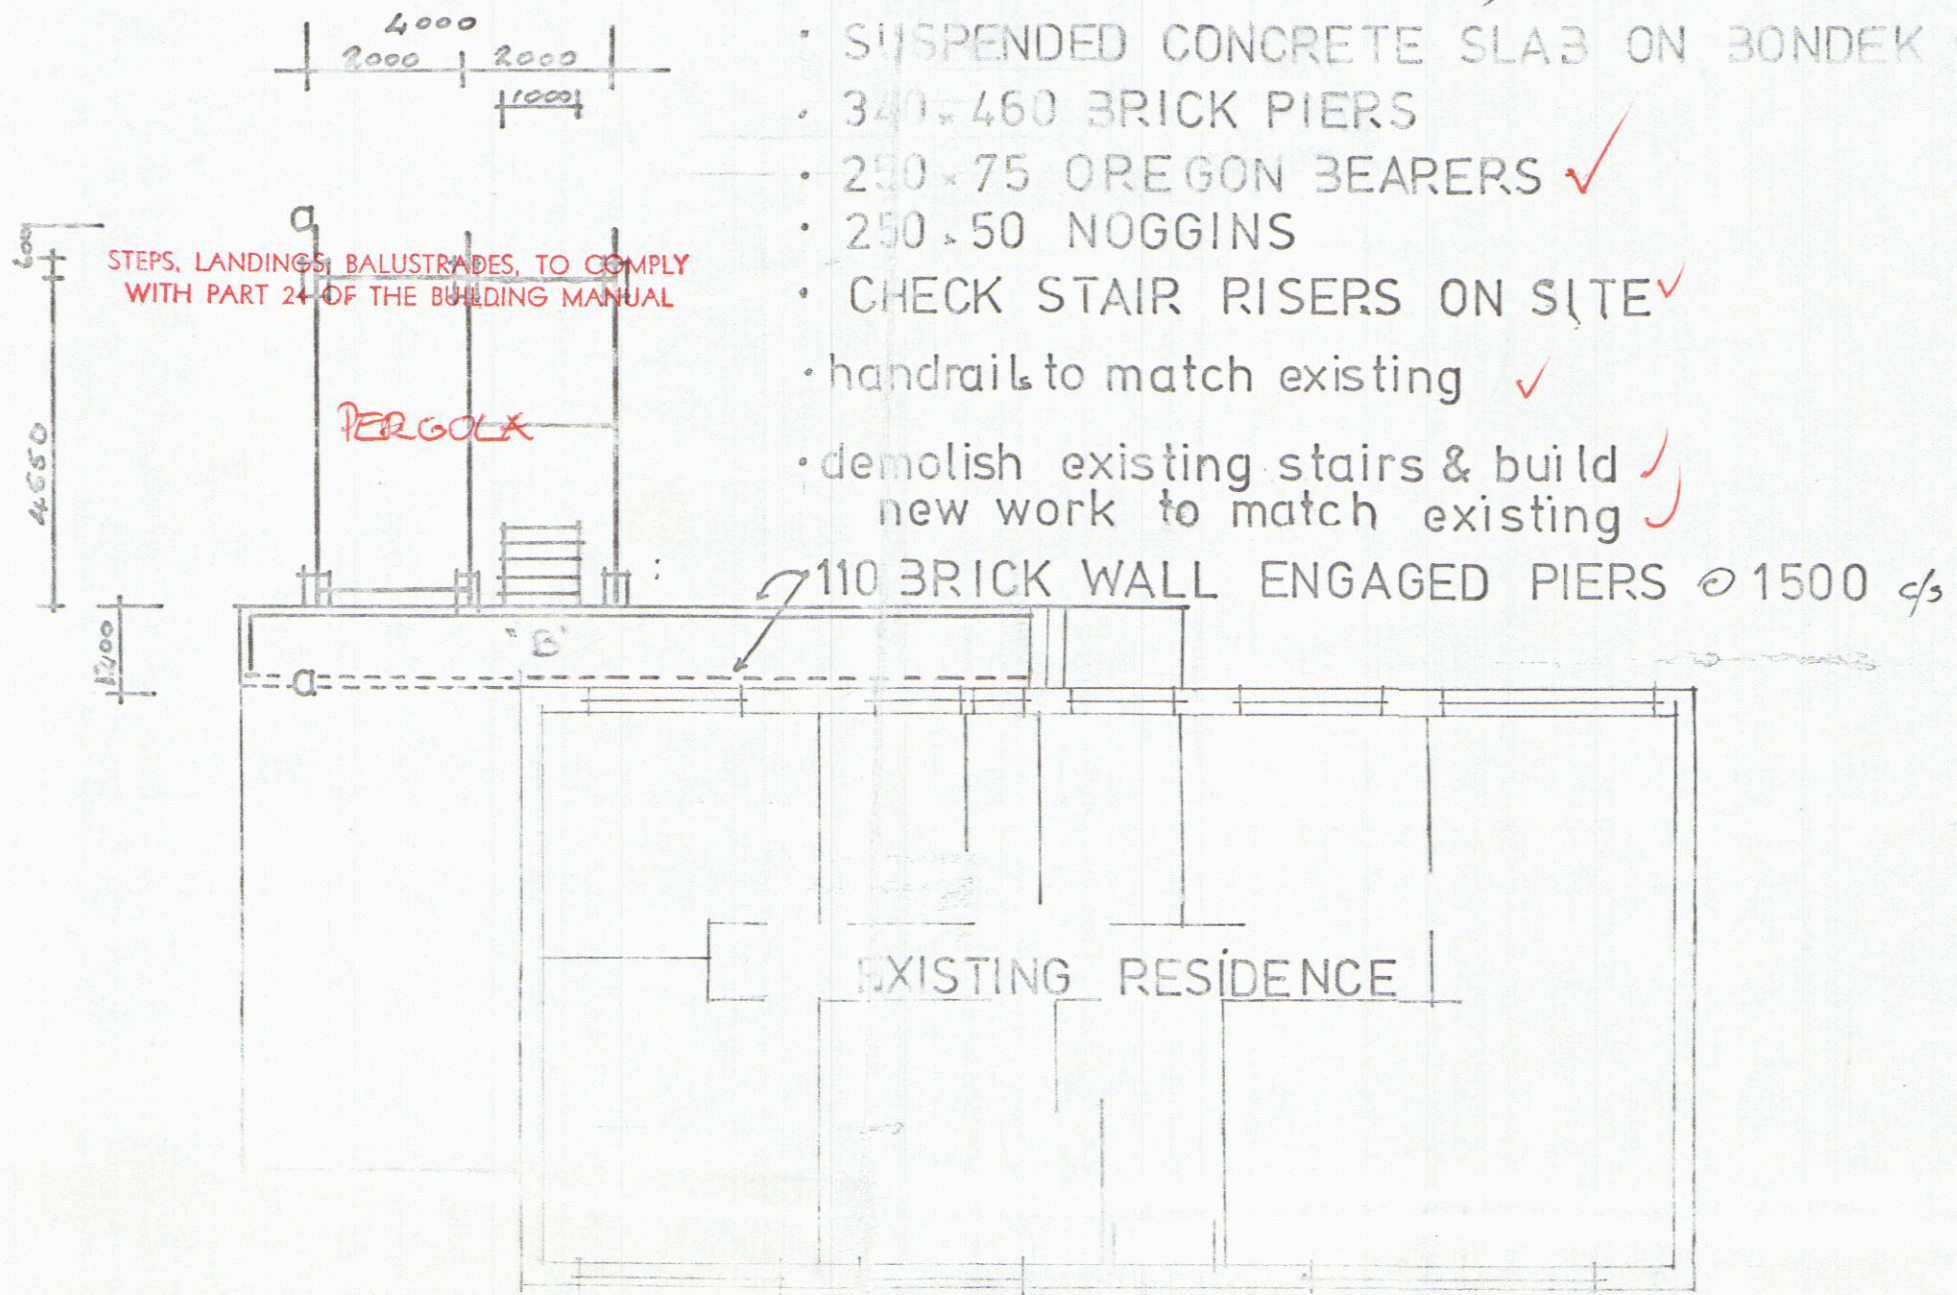 4000
2000 2000
1000
· SUSPENDED CONCRETE SLAB ON BONDEK
· 340 × 460 BRICK PIERS
· 250 × 75 OREGON BEARERS ✓
· 250 × 50 NOGGINS
· CHECK STAIR RISERS ON SITE ✓
· handrails to match existing ✓
· demolish existing stairs & build
new work to match existing
110 BRICK WALL ENGAGED PIERS @ 1500 c/s
a
600
STEPS, LANDINGS, BALUSTRADES, TO COMPLY
WITH PART 24 OF THE BUILDING MANUAL
4550
PERGOLA
1200
"B"
a
EXISTING RESIDENCE